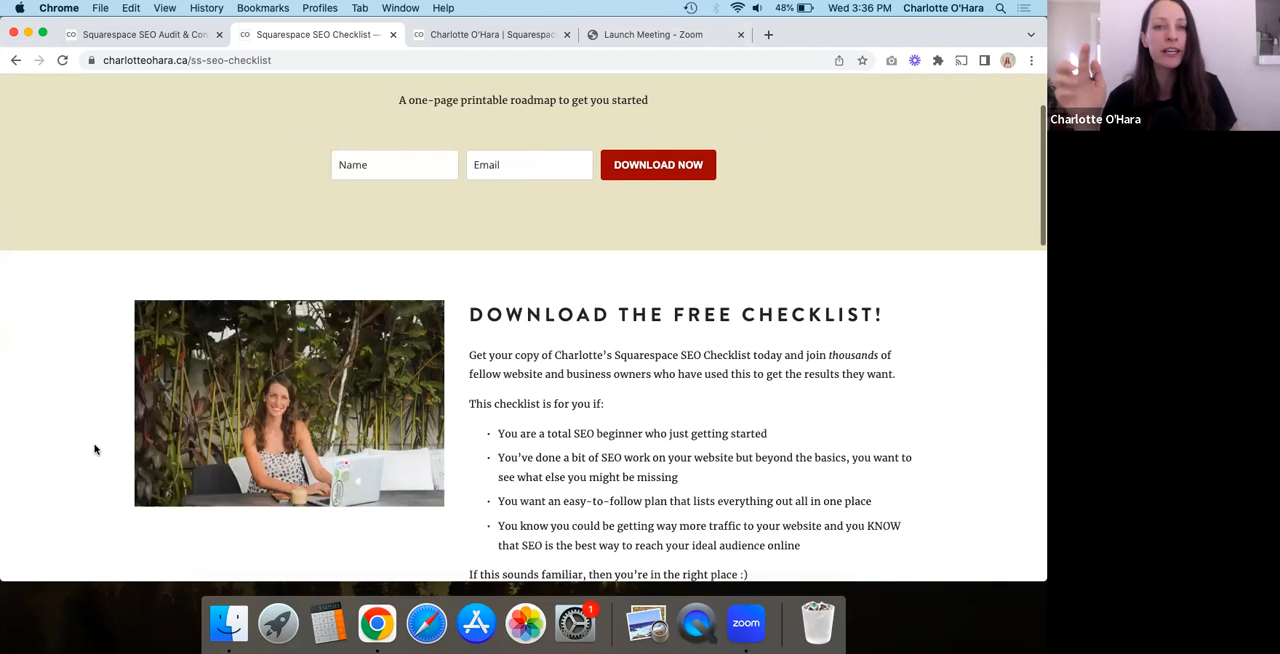 Chrome File Edit View History Bookmarks Profiles Tab Window Help 48% Wed 3:36 PM Charlotte O'Hara
CO Squarespace SEO Audit & Con CO Squarespace SEO Checklist — CO Charlotte O'Hara | Squarespac Launch Meeting - Zoom
charlotteohara.ca/ss-seo-checklist
Charlotte O'Hara
A one-page printable roadmap to get you started
Name Email DOWNLOAD NOW
DOWNLOAD THE FREE CHECKLIST!
Get your copy of Charlotte's Squarespace SEO Checklist today and join thousands of
fellow website and business owners who have used this to get the results they want.
This checklist is for you if:
· You are a total SEO beginner who just getting started
· You've done a bit of SEO work on your website but beyond the basics, you want to
see what else you might be missing
· You want an easy-to-follow plan that lists everything out all in one place
· You know you could be getting way more traffic to your website and you KNOW
that SEO is the best way to reach your ideal audience online
If this sounds familiar, then you're in the right place :)
1
zoom